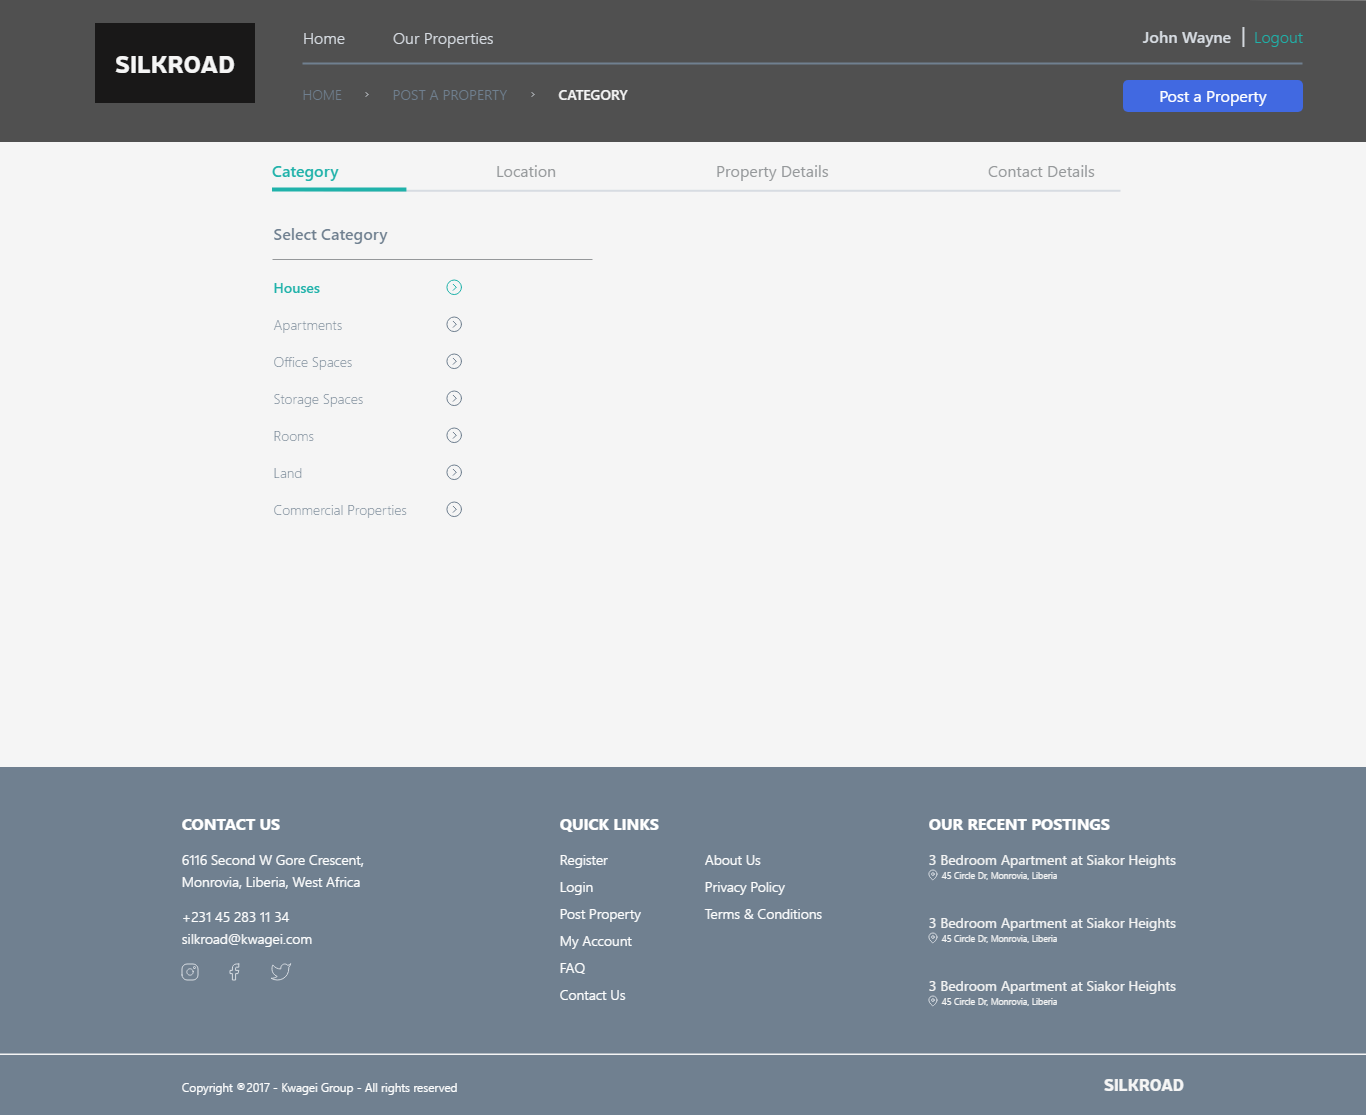 SILKROAD
Home
Our Properties
John Wayne | Logout
HOME > POST A PROPERTY > CATEGORY
Post a Property
Category
Location
Property Details
Contact Details
Select Category
Houses
Apartments
Office Spaces
Storage Spaces
Rooms
Land
Commercial Properties
CONTACT US
6116 Second W Gore Crescent,
Monrovia, Liberia, West Africa
+231 45 283 11 34
silkroad@kwagei.com
QUICK LINKS
Register
Login
Post Property
My Account
FAQ
Contact Us
About Us
Privacy Policy
Terms & Conditions
OUR RECENT POSTINGS
3 Bedroom Apartment at Siakor Heights
45 Circle Dr, Monrovia, Liberia
3 Bedroom Apartment at Siakor Heights
45 Circle Dr, Monrovia, Liberia
3 Bedroom Apartment at Siakor Heights
45 Circle Dr, Monrovia, Liberia
Copyright ®2017 - Kwagei Group - All rights reserved
SILKROAD